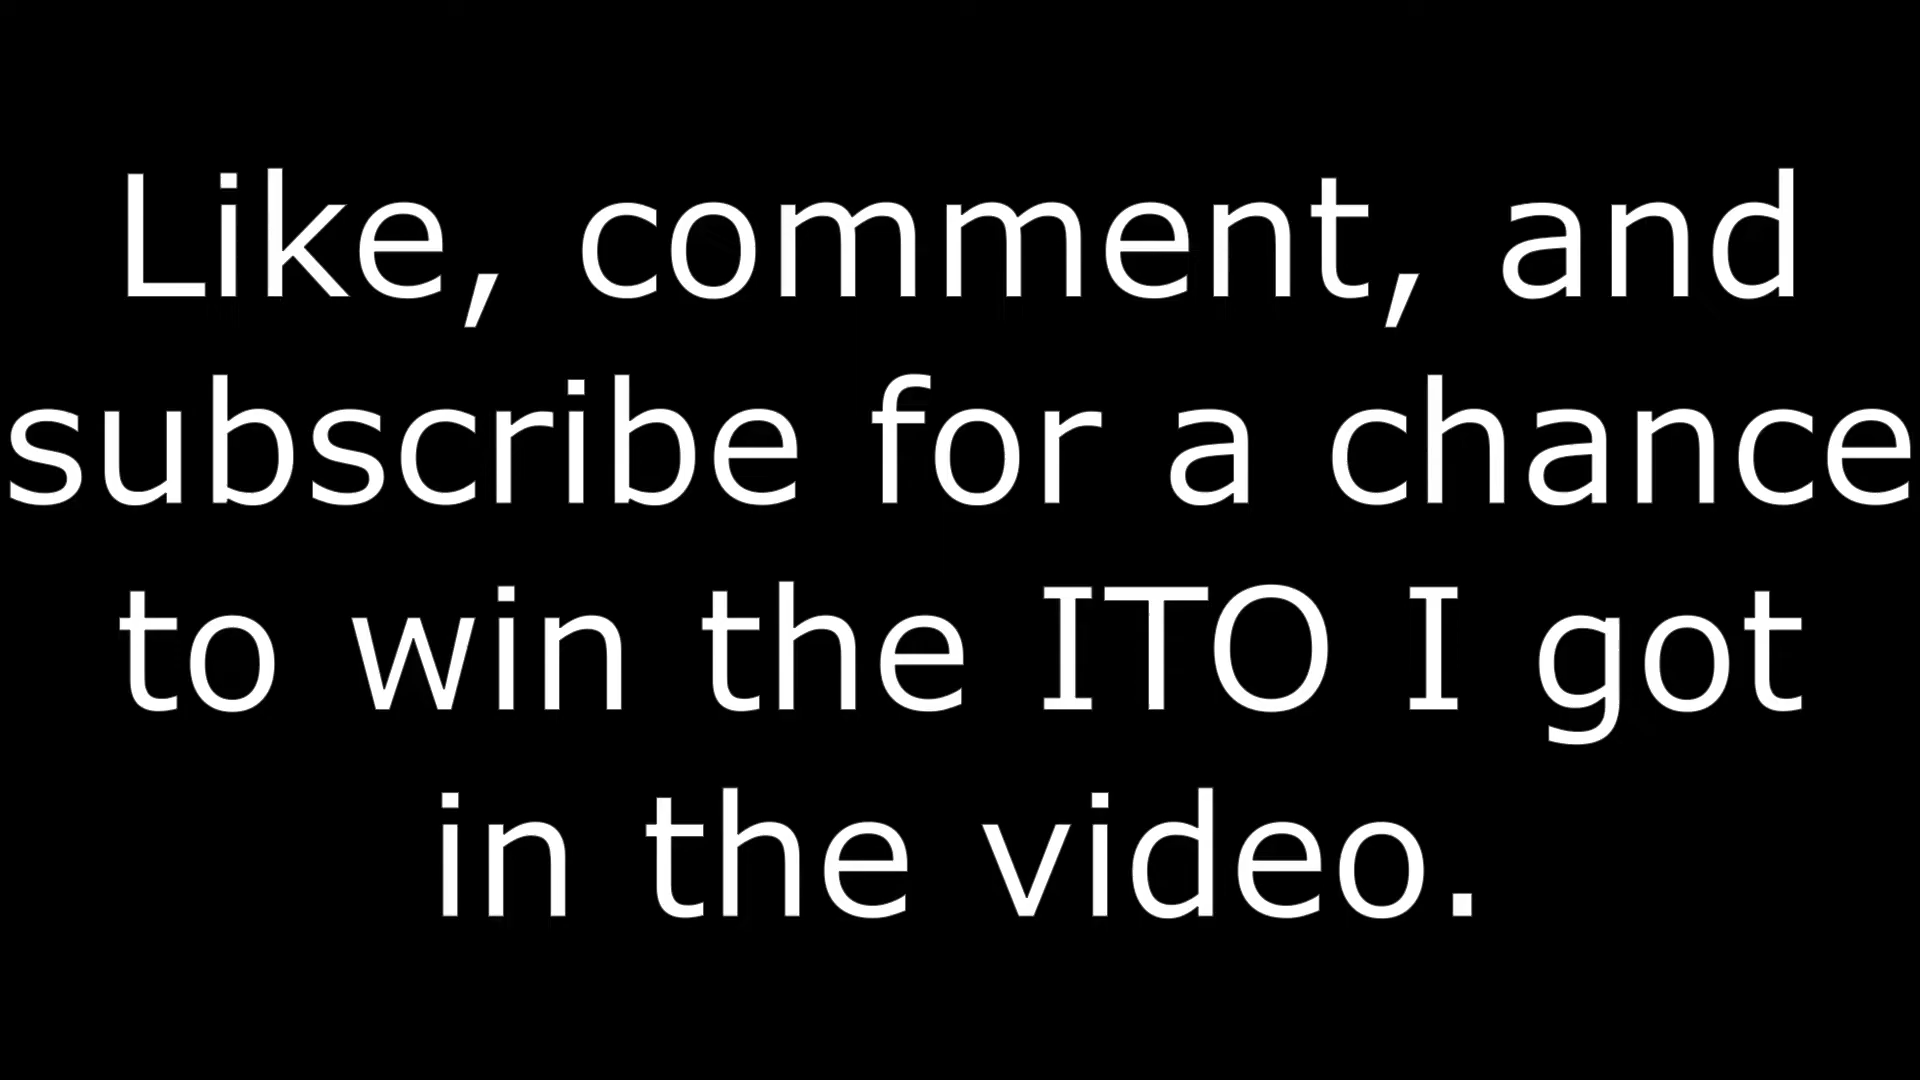 Like, comment, and
subscribe for a chance
to win the ITO I got
in the video.